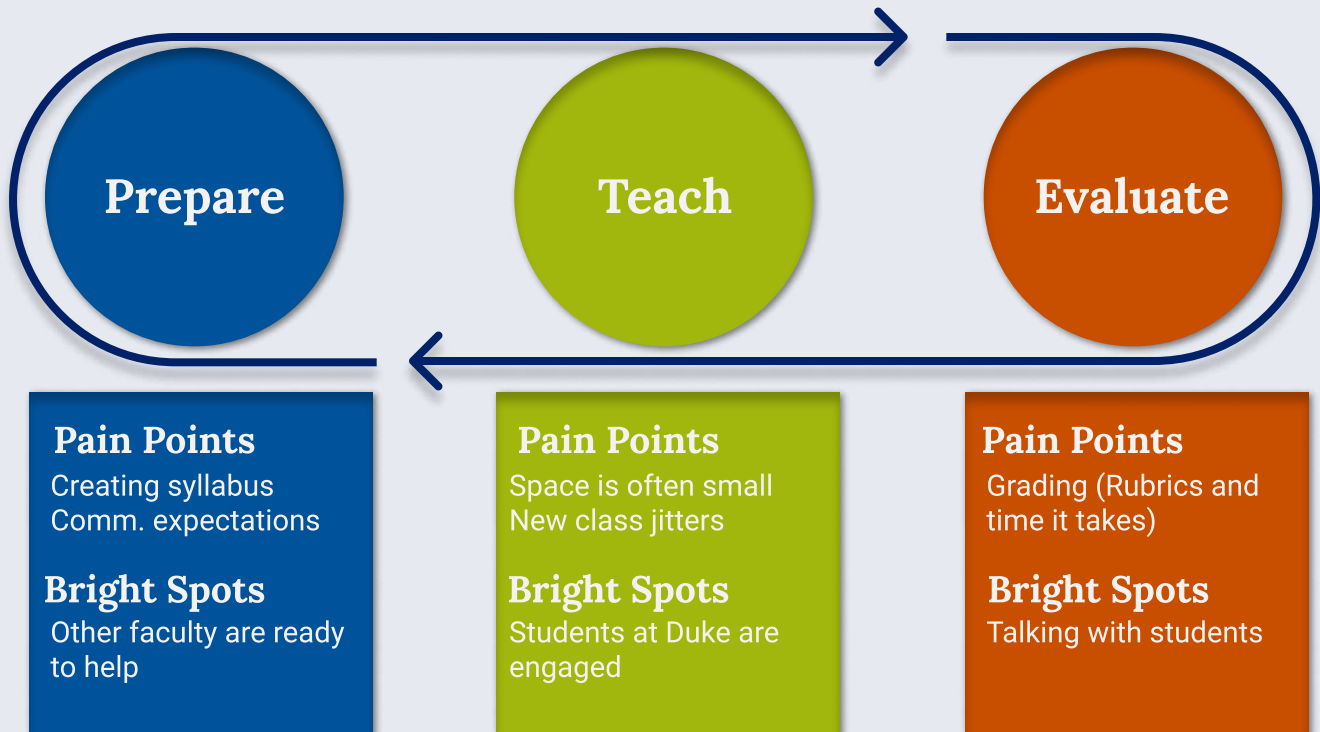 Prepare
Teach
Evaluate
Pain Points
Creating syllabus
Comm. expectations
Bright Spots
Other faculty are ready
to help
Pain Points
Space is often small
New class jitters
Bright Spots
Students at Duke are
engaged
Pain Points
Grading (Rubrics and
time it takes)
Bright Spots
Talking with students